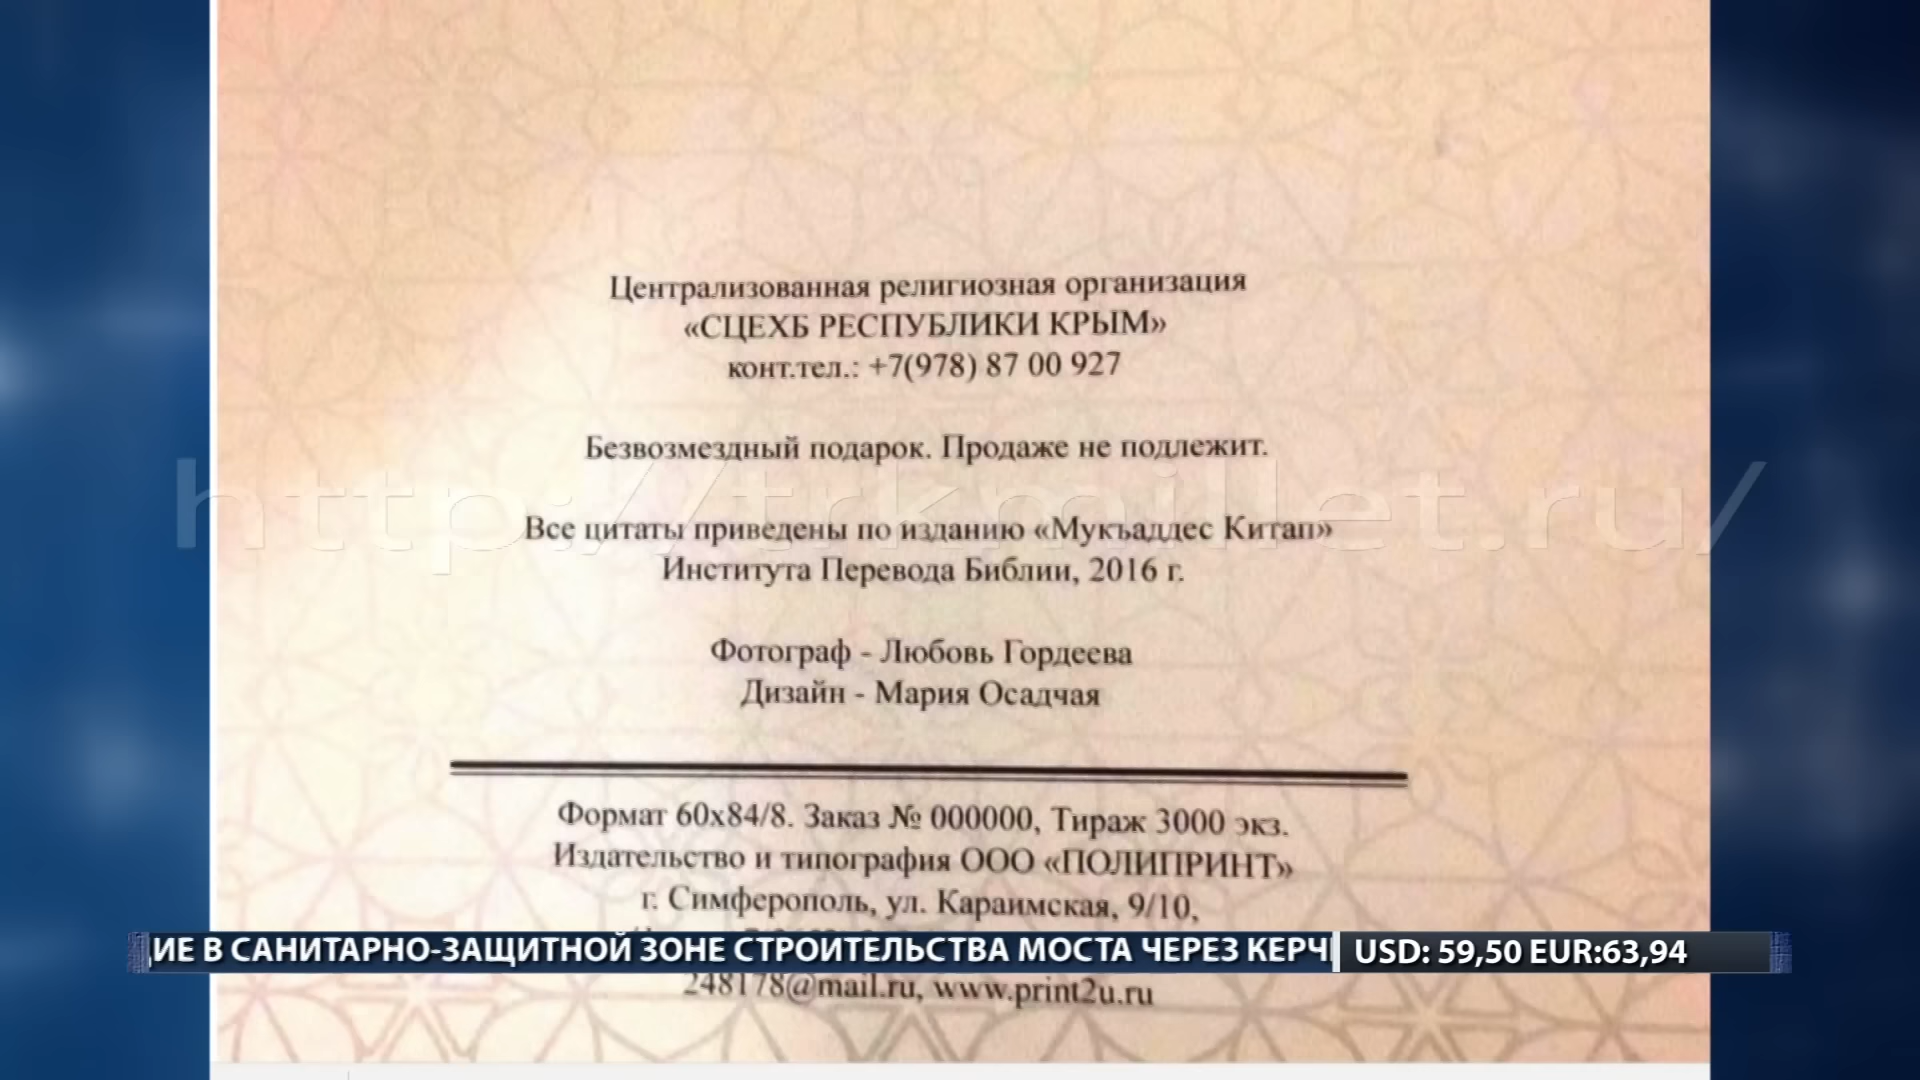 Централизованная религиозная организация
«СЦЕХБ РЕСПУБЛИКИ КРЫМ»
конт.тел.: +7(978) 87 00 927
Безвозмездный подарок. Продаже не подлежит.
http://trkmillet.ru/
Все цитаты приведены по изданию «Мукъаддес Китап»
Института Перевода Библии, 2016 г.
Фотограф - Любовь Гордеева
Дизайн - Мария Осадчая
Формат 60х84/8. Заказ № 000000, Тираж 3000 экз.
Издательство и типография ООО «ПОЛИПРИНТ»
г. Симферополь, ул. Караимская, 9/10,
В САНИТАРНО-ЗАЩИТНОЙ ЗОНЕ СТРОИТЕЛЬСТВА МОСТА ЧЕРЕЗ
USD: 59,50 EUR:63,94
248178@mail.ru, www.print2u.ru